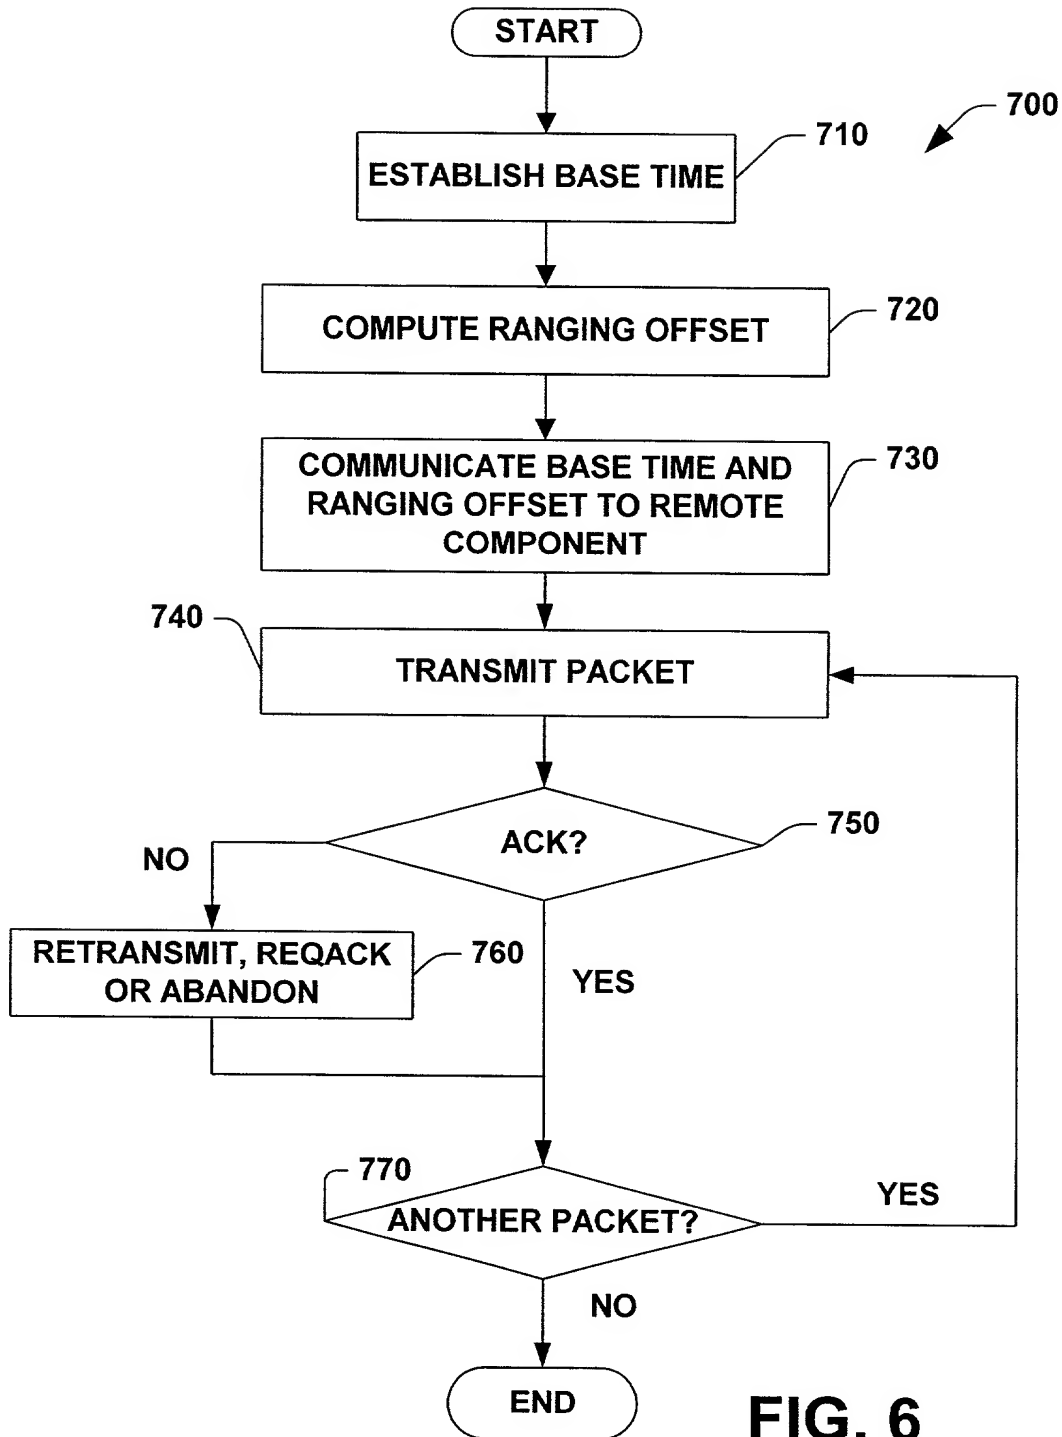 START
700
710
ESTABLISH BASE TIME
720
COMPUTE RANGING OFFSET
730
COMMUNICATE BASE TIME AND
RANGING OFFSET TO REMOTE
COMPONENT
740
TRANSMIT PACKET
750
ACK?
NO
RETRANSMIT, REQACK
OR ABANDON
760
YES
770
ANOTHER PACKET?
YES
NO
END
FIG. 6